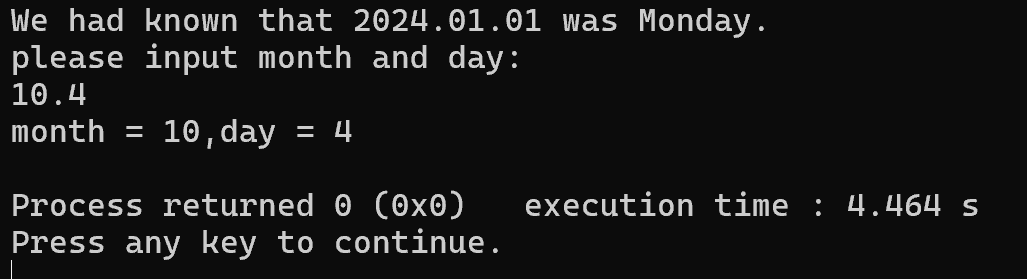 We had known that 2024.01.01 was Monday.
please input month and day:
10.4
month = 10,day = 4
Process returned 0 (0x0)   execution time : 4.464 s
Press any key to continue.